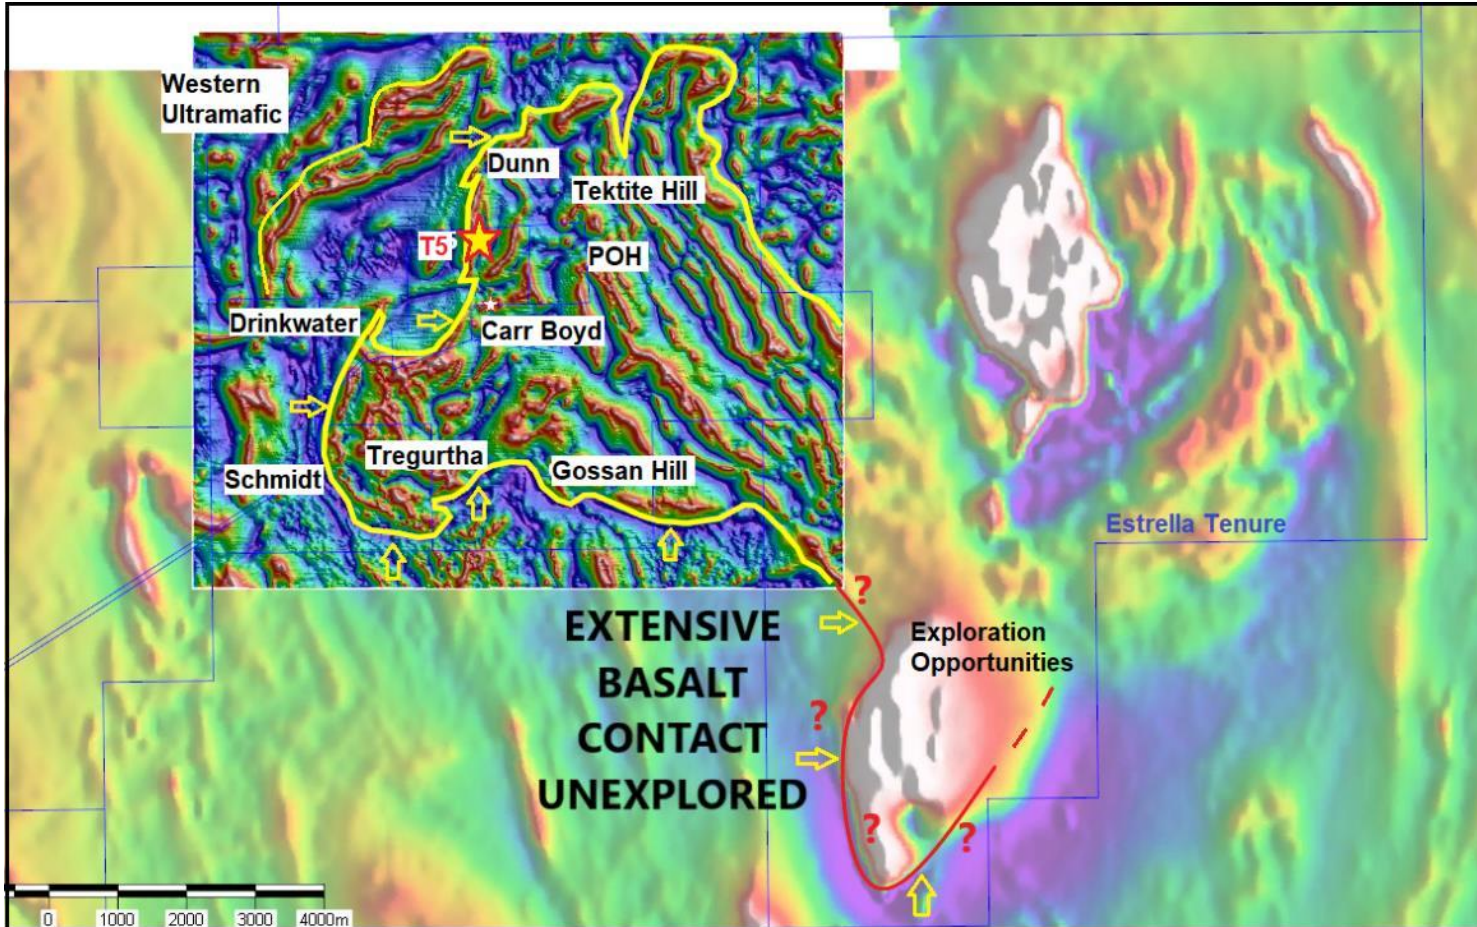 Western
Ultramafic
Dunn
Tektite Hill
T5
POH
Drinkwater
Carr Boyd
Tregurtha
Schmidt
Gossan Hill
Estrella Tenure
?
EXTENSIVE
BASALT
CONTACT
UNEXPLORED
Exploration
Opportunities
?
?
?
0 1000 2000 3000 4000m